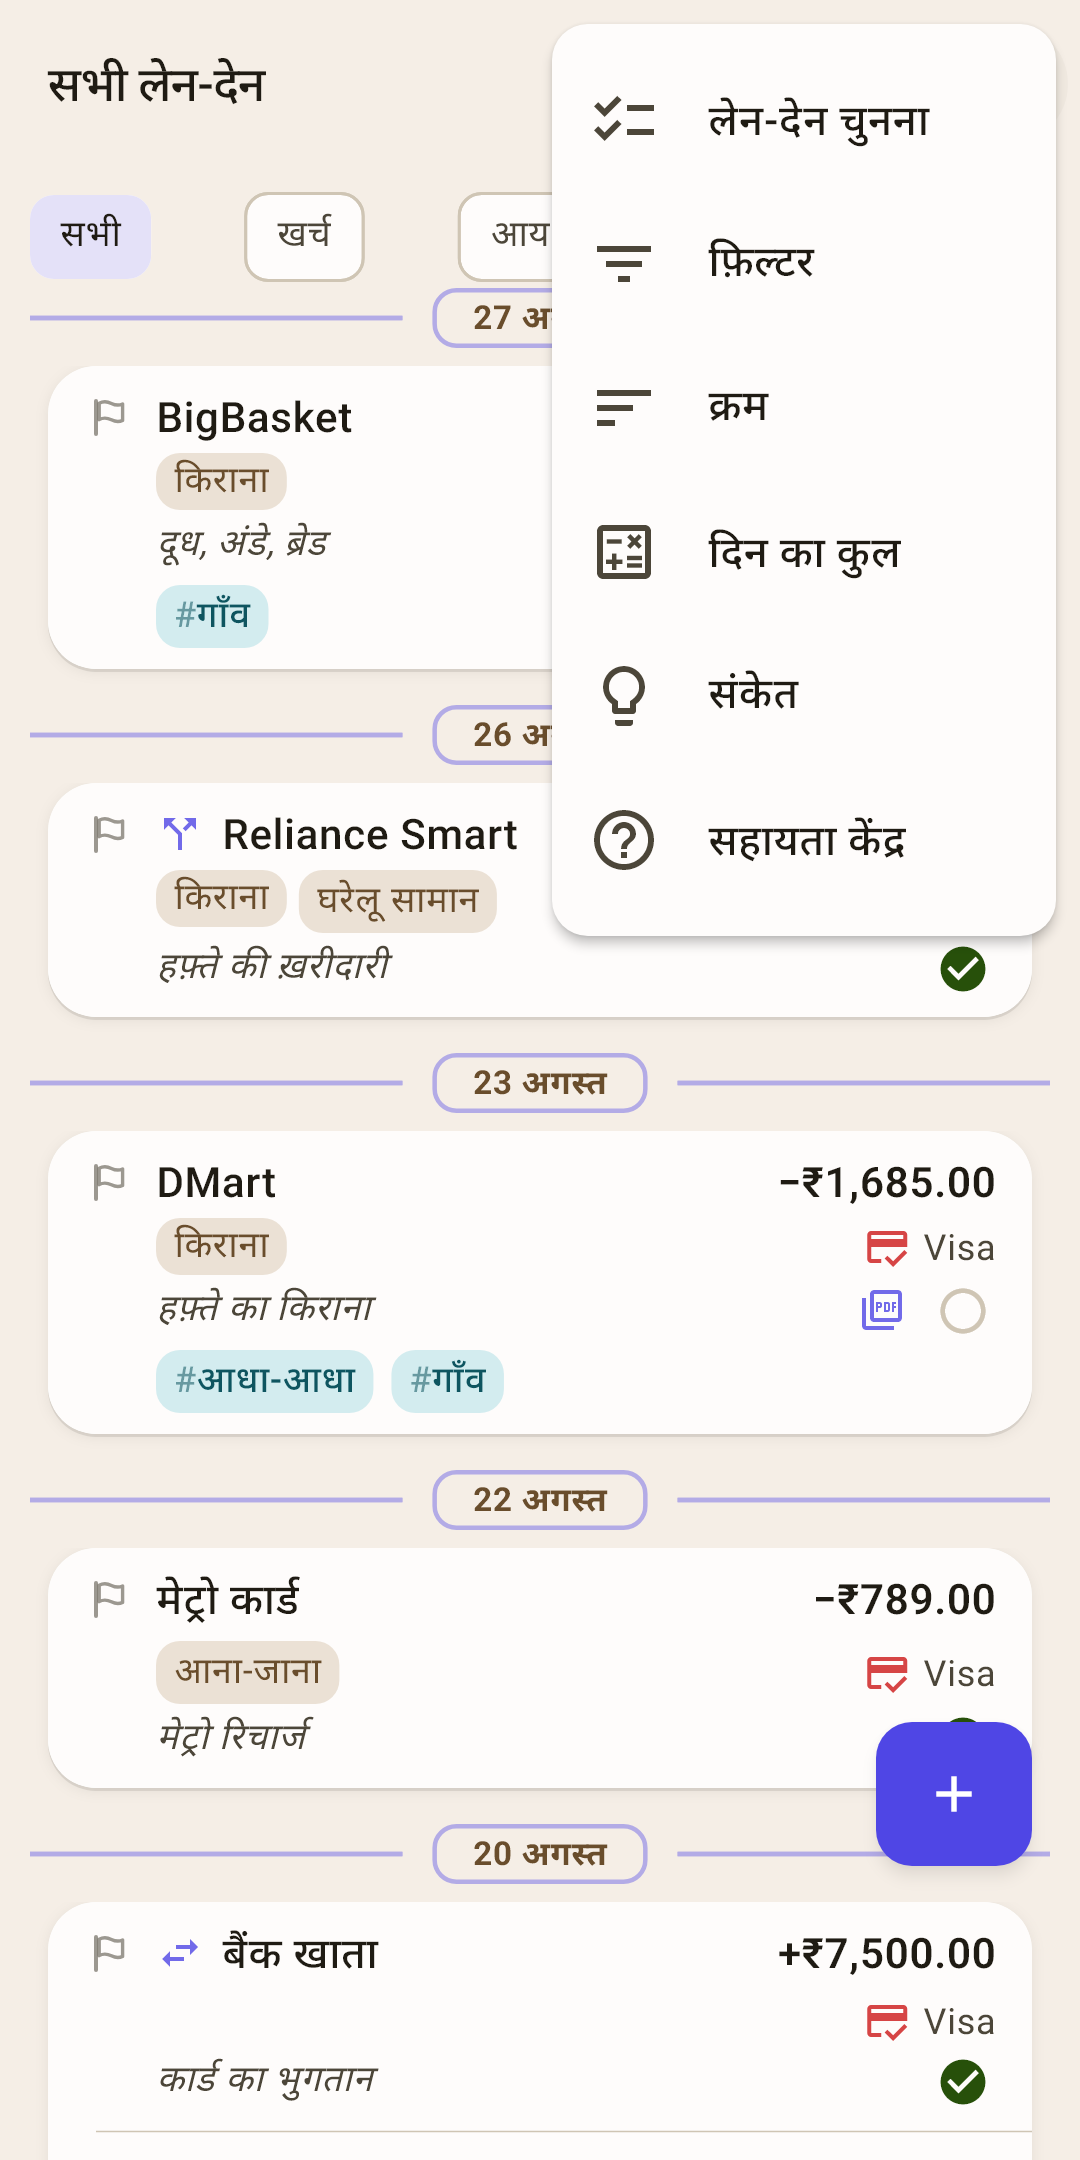 सभी लेन-देन
लेन-देन चुनना
फ़िल्टर
क्रम
दिन का कुल
संकेत
सहायता केंद्र
सभी
खर्च
आय
27
BigBasket
किराना
दूध, अंडे, ब्रेड
#गाँव
26
Reliance Smart
किराना
घरेलू सामान
हफ़्ते की ख़रीदारी
23 अगस्त
DMart
−₹1,685.00
किराना
Visa
हफ़्ते का किराना
PDF
#आधा-आधा
#गाँव
22 अगस्त
मेट्रो कार्ड
−₹789.00
आना-जाना
Visa
मेट्रो रिचार्ज
20 अगस्त
बैंक खाता
+₹7,500.00
Visa
कार्ड का भुगतान